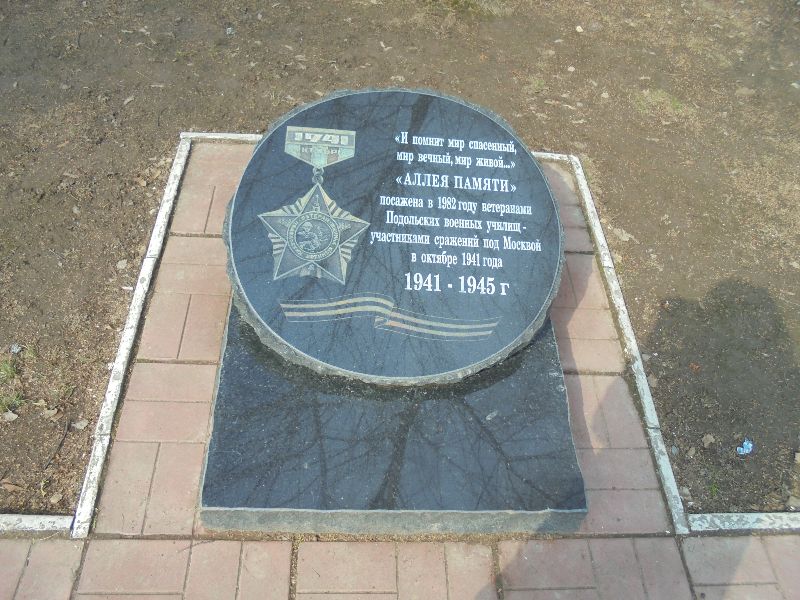 1941
«И помнит мир спасенный,
мир вечный, мир живой...»
«АЛЛЕЯ ПАМЯТИ»
посажена в 1982 году ветеранами
Подольских военных училищ -
участниками сражений под Москвой
в октябре 1941 года
1941 - 1945 г